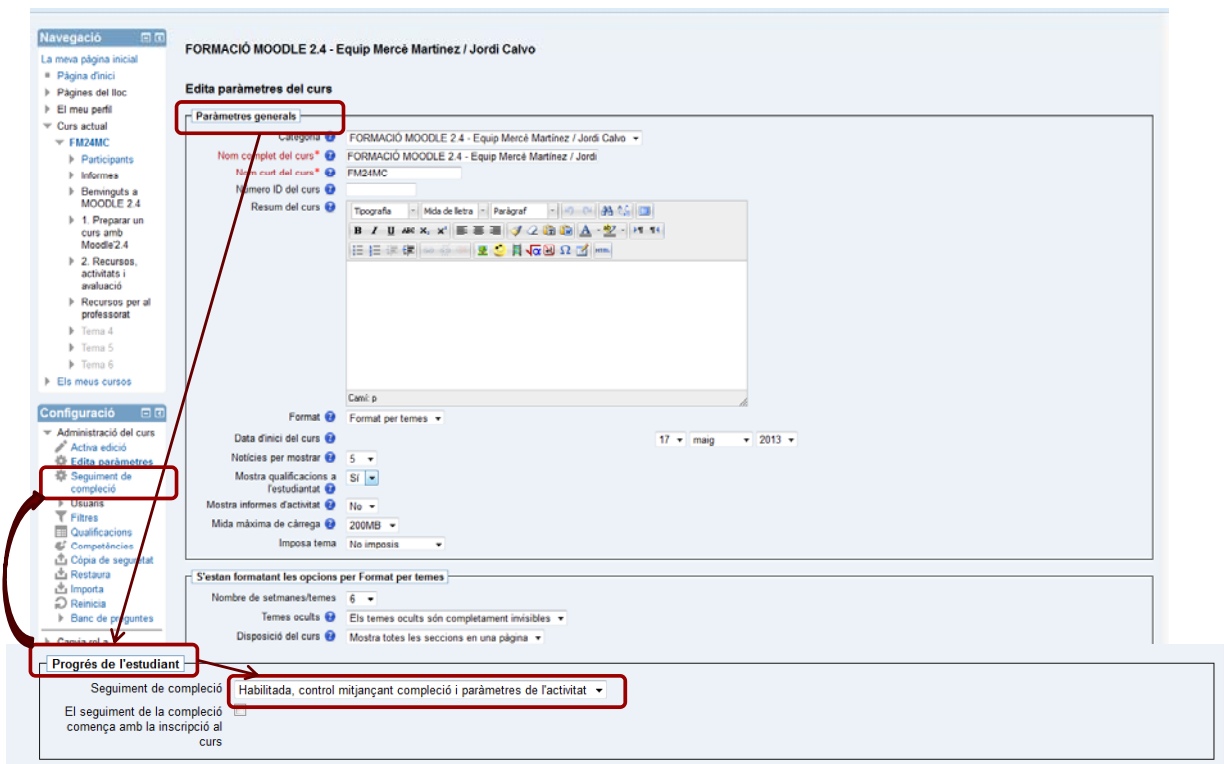 Navegació
La meva pàgina inicial
Pàgina d'inici
Pàgines del lloc
El meu perfil
Curs actual
FM24MC
Participants
Informes
Benvinguts a
MOODLE 2.4
1. Preparar un
curs amb
Moodle'2.4
2. Recursos,
activitats i
avaluació
Recursos per al
professorat
Tema 4
Tema 5
Tema 6
Els meus cursos
Configuració
Administració del curs
Activa edició
Edita paràmetres
Seguiment de
compleció
Usuaris
Filtres
Qualificacions
Competències
Còpia de seguretat
Restaura
Importa
Reinicia
Banc de preguntes
Canvia rol a...
FORMACIÓ MOODLE 2.4 - Equip Mercè Martínez / Jordi Calvo
Edita paràmetres del curs
Paràmetres generals
Categoria FORMACIÓ MOODLE 2.4 - Equip Mercè Martínez / Jordi Calvo
Nom complet del curs* FORMACIÓ MOODLE 2.4 - Equip Mercè Martínez / Jordi
Nom curt del curs* FM24MC
Número ID del curs
Resum del curs
Tipografia Mida de lletra Paràgraf
B I U ABC x₂ x²
HTML
Camí: p
Format Format per temes
Data d'inici del curs 17 maig 2013
Notícies per mostrar 5
Mostra qualificacions a Sí
l'estudiantat
Mostra informes d'activitat No
Mida màxima de càrrega 200MB
Imposa tema No imposis
S'estan formatant les opcions per Format per temes
Nombre de setmanes/temes 6
Temes ocults Els temes ocults són completament invisibles
Disposició del curs Mostra totes les seccions en una pàgina
Progrés de l'estudiant
Seguiment de compleció Habilitada, control mitjançant compleció i paràmetres de l'activitat
El seguiment de la compleció
comença amb la inscripció al
curs